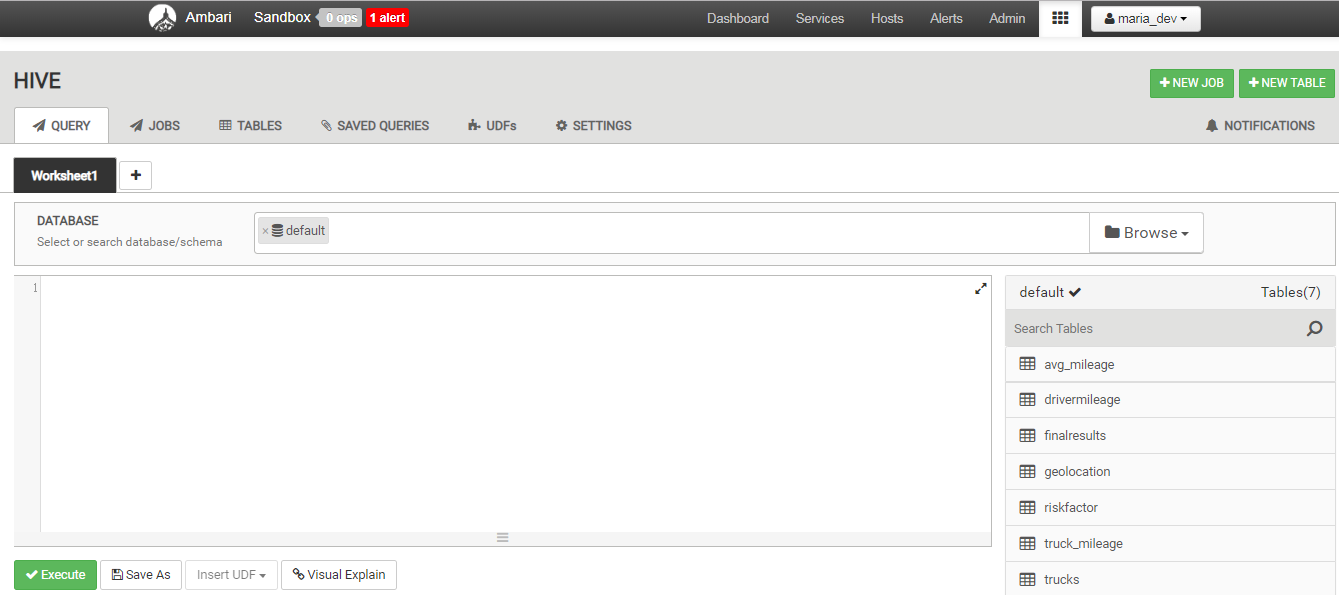 Ambari Sandbox 0 ops 1 alert Dashboard Services Hosts Alerts Admin maria_dev
HIVE
NEW JOB NEW TABLE
QUERY JOBS TABLES SAVED QUERIES UDFs SETTINGS NOTIFICATIONS
Worksheet1 +
DATABASE
Select or search database/schema
× default
Browse
1
default Tables(7)
Search Tables
avg_mileage
drivermileage
finalresults
geolocation
riskfactor
truck_mileage
trucks
Execute Save As Insert UDF Visual Explain